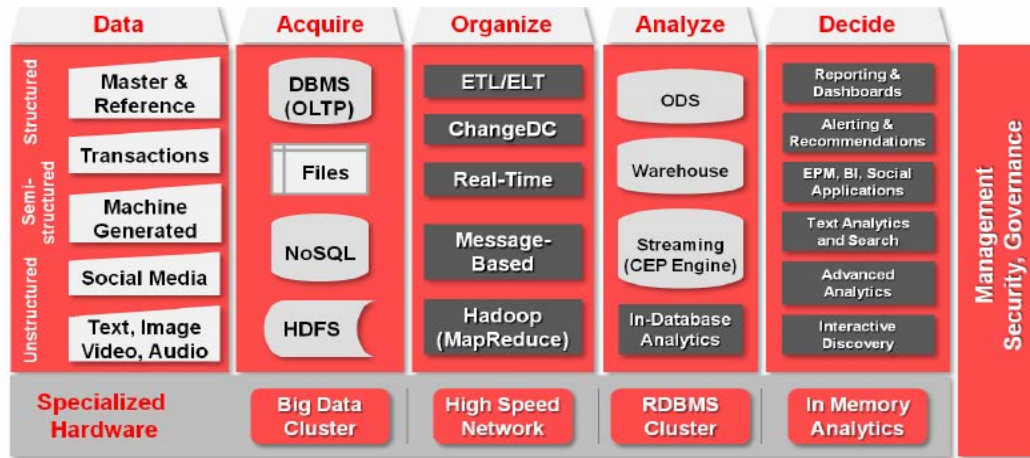 Data
Acquire
Organize
Analyze
Decide
Structured
Semi-
structured
Unstructured
Master &
Reference
Transactions
Machine
Generated
Social Media
Text, Image
Video, Audio
DBMS
(OLTP)
Files
NoSQL
HDFS
ETL/ELT
ChangeDC
Real-Time
Message-
Based
Hadoop
(MapReduce)
ODS
Warehouse
Streaming
(CEP Engine)
In-Database
Analytics
Reporting &
Dashboards
Alerting &
Recommendations
EPM, BI, Social
Applications
Text Analytics
and Search
Advanced
Analytics
Interactive
Discovery
Management
Security, Governance
Specialized
Hardware
Big Data
Cluster
High Speed
Network
RDBMS
Cluster
In Memory
Analytics